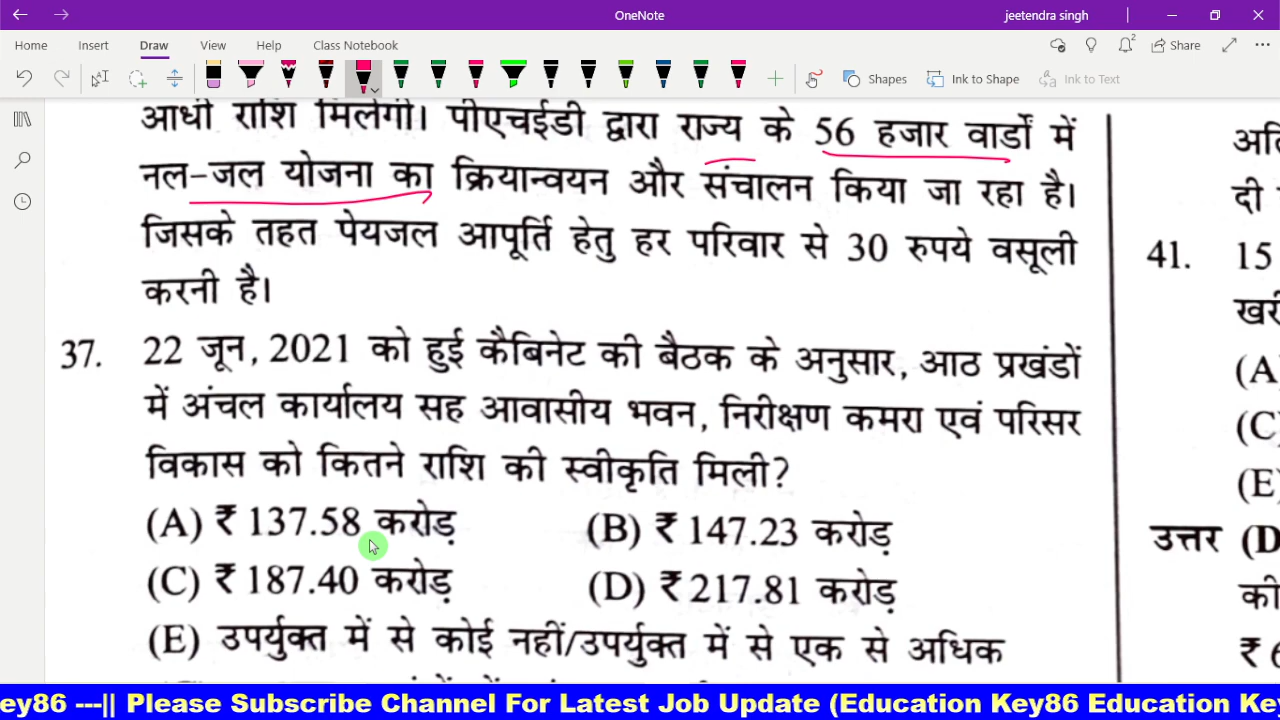 OneNote
jeetendra singh
Home Insert Draw View Help Class Notebook
Share
Shapes
Ink to Shape
Ink to Text
आधी राशि मिलेगी। पीएचईडी द्वारा राज्य के 56 हजार वार्डों में
नल-जल योजना का क्रियान्वयन और संचालन किया जा रहा है।
जिसके तहत पेयजल आपूर्ति हेतु हर परिवार से 30 रुपये वसूली
करनी है।
37. 22 जून, 2021 को हुई कैबिनेट की बैठक के अनुसार, आठ प्रखंडों
में अंचल कार्यालय सह आवासीय भवन, निरीक्षण कमरा एवं परिसर
विकास को कितने राशि की स्वीकृति मिली?
(A) ₹ 137.58 करोड़ (B) ₹ 147.23 करोड़
(C) ₹ 187.40 करोड़ (D) ₹ 217.81 करोड़
(E) उपर्युक्त में से कोई नहीं/उपर्युक्त में से एक से अधिक
दी
41. 15
(A
(C)
(E)
उत्तर (D
की
₹ 6
ey86 ---|| Please Subscribe Channel For Latest Job Update (Education Key86 Education Ke